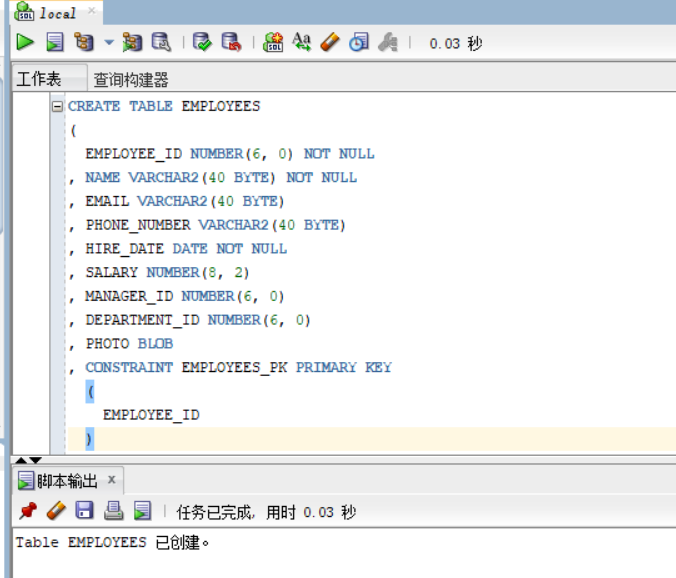 local
0.03 秒
工作表 查询构建器
CREATE TABLE EMPLOYEES
(
EMPLOYEE_ID NUMBER(6, 0) NOT NULL
, NAME VARCHAR2(40 BYTE) NOT NULL
, EMAIL VARCHAR2(40 BYTE)
, PHONE_NUMBER VARCHAR2(40 BYTE)
, HIRE_DATE DATE NOT NULL
, SALARY NUMBER(8, 2)
, MANAGER_ID NUMBER(6, 0)
, DEPARTMENT_ID NUMBER(6, 0)
, PHOTO BLOB
, CONSTRAINT EMPLOYEES_PK PRIMARY KEY
(
EMPLOYEE_ID
)
脚本输出
任务已完成, 用时 0.03 秒
Table EMPLOYEES 已创建。